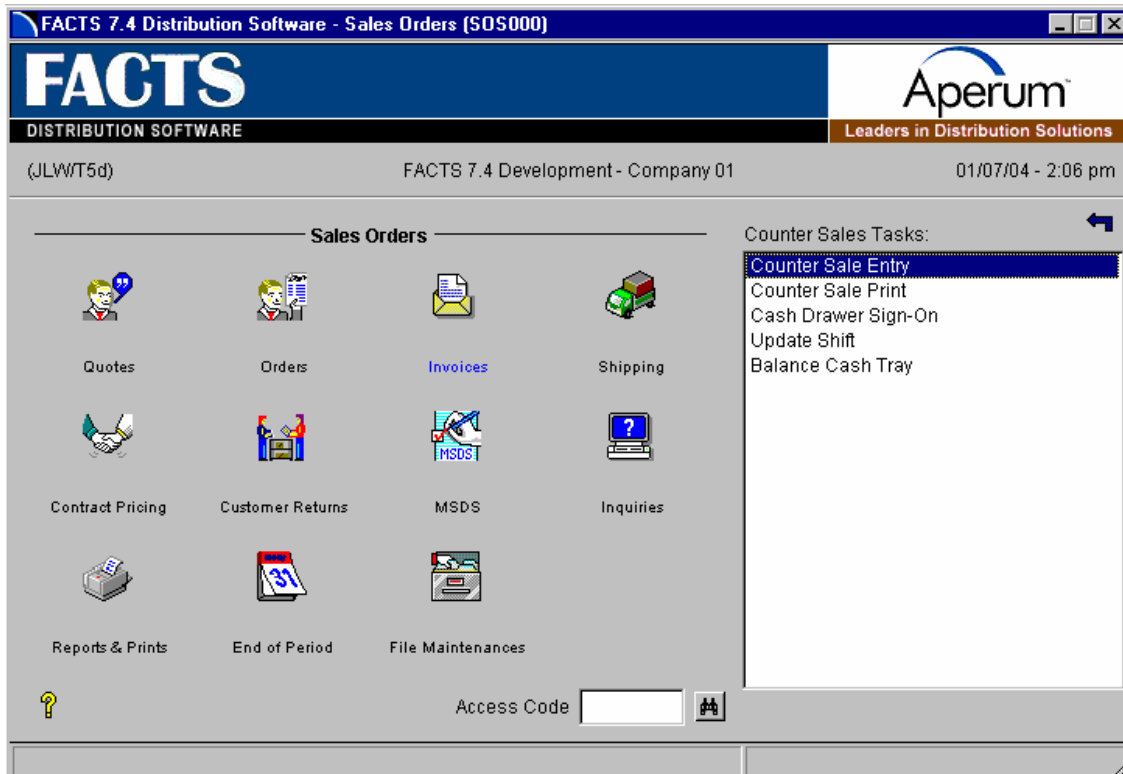 FACTS 7.4 Distribution Software - Sales Orders (SOS000)
FACTS
DISTRIBUTION SOFTWARE
Aperum™
Leaders in Distribution Solutions
(JLW/T5d)
FACTS 7.4 Development - Company 01
01/07/04 - 2:06 pm
Sales Orders
Quotes
Orders
Invoices
Shipping
MSDS
?
Contract Pricing
Customer Returns
MSDS
Inquiries
31
Reports & Prints
End of Period
File Maintenances
?
Access Code
Counter Sales Tasks:
Counter Sale Entry
Counter Sale Print
Cash Drawer Sign-On
Update Shift
Balance Cash Tray